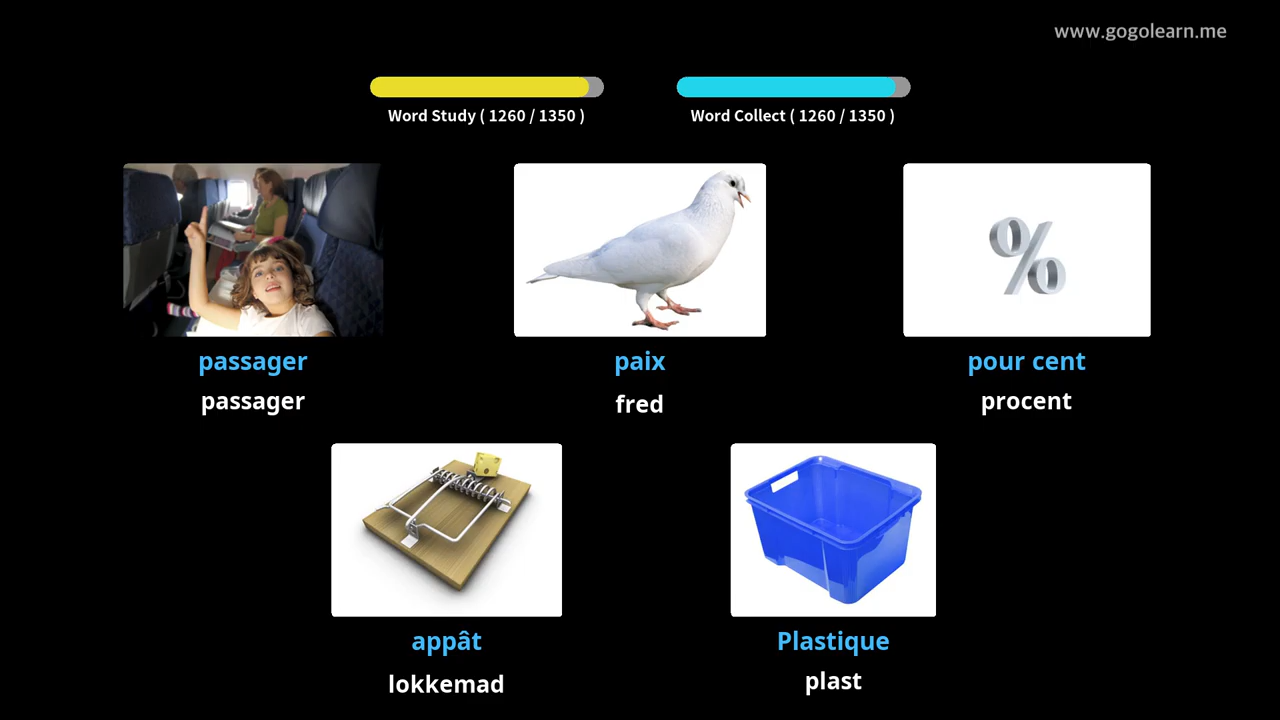 www.gogolearn.me
Word Study ( 1260 / 1350 )
Word Collect ( 1260 / 1350 )
passager
passager
paix
fred
%
pour cent
procent
appât
lokkemad
Plastique
plast